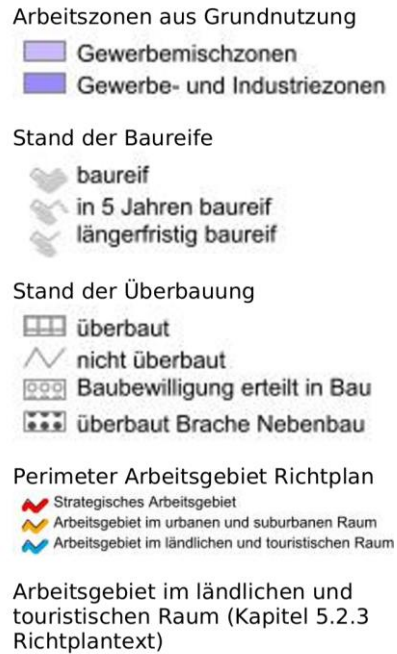 Arbeitszonen aus Grundnutzung
Gewerbemischzonen
Gewerbe- und Industriezonen
Stand der Baureife
baureif
in 5 Jahren baureif
längerfristig baureif
Stand der Überbauung
überbaut
nicht überbaut
Baubewilligung erteilt in Bau
überbaut Brache Nebenbau
Perimeter Arbeitsgebiet Richtplan
Strategisches Arbeitsgebiet
Arbeitsgebiet im urbanen und suburbanen Raum
Arbeitsgebiet im ländlichen und touristischen Raum
Arbeitsgebiet im ländlichen und
touristischen Raum (Kapitel 5.2.3
Richtplantext)